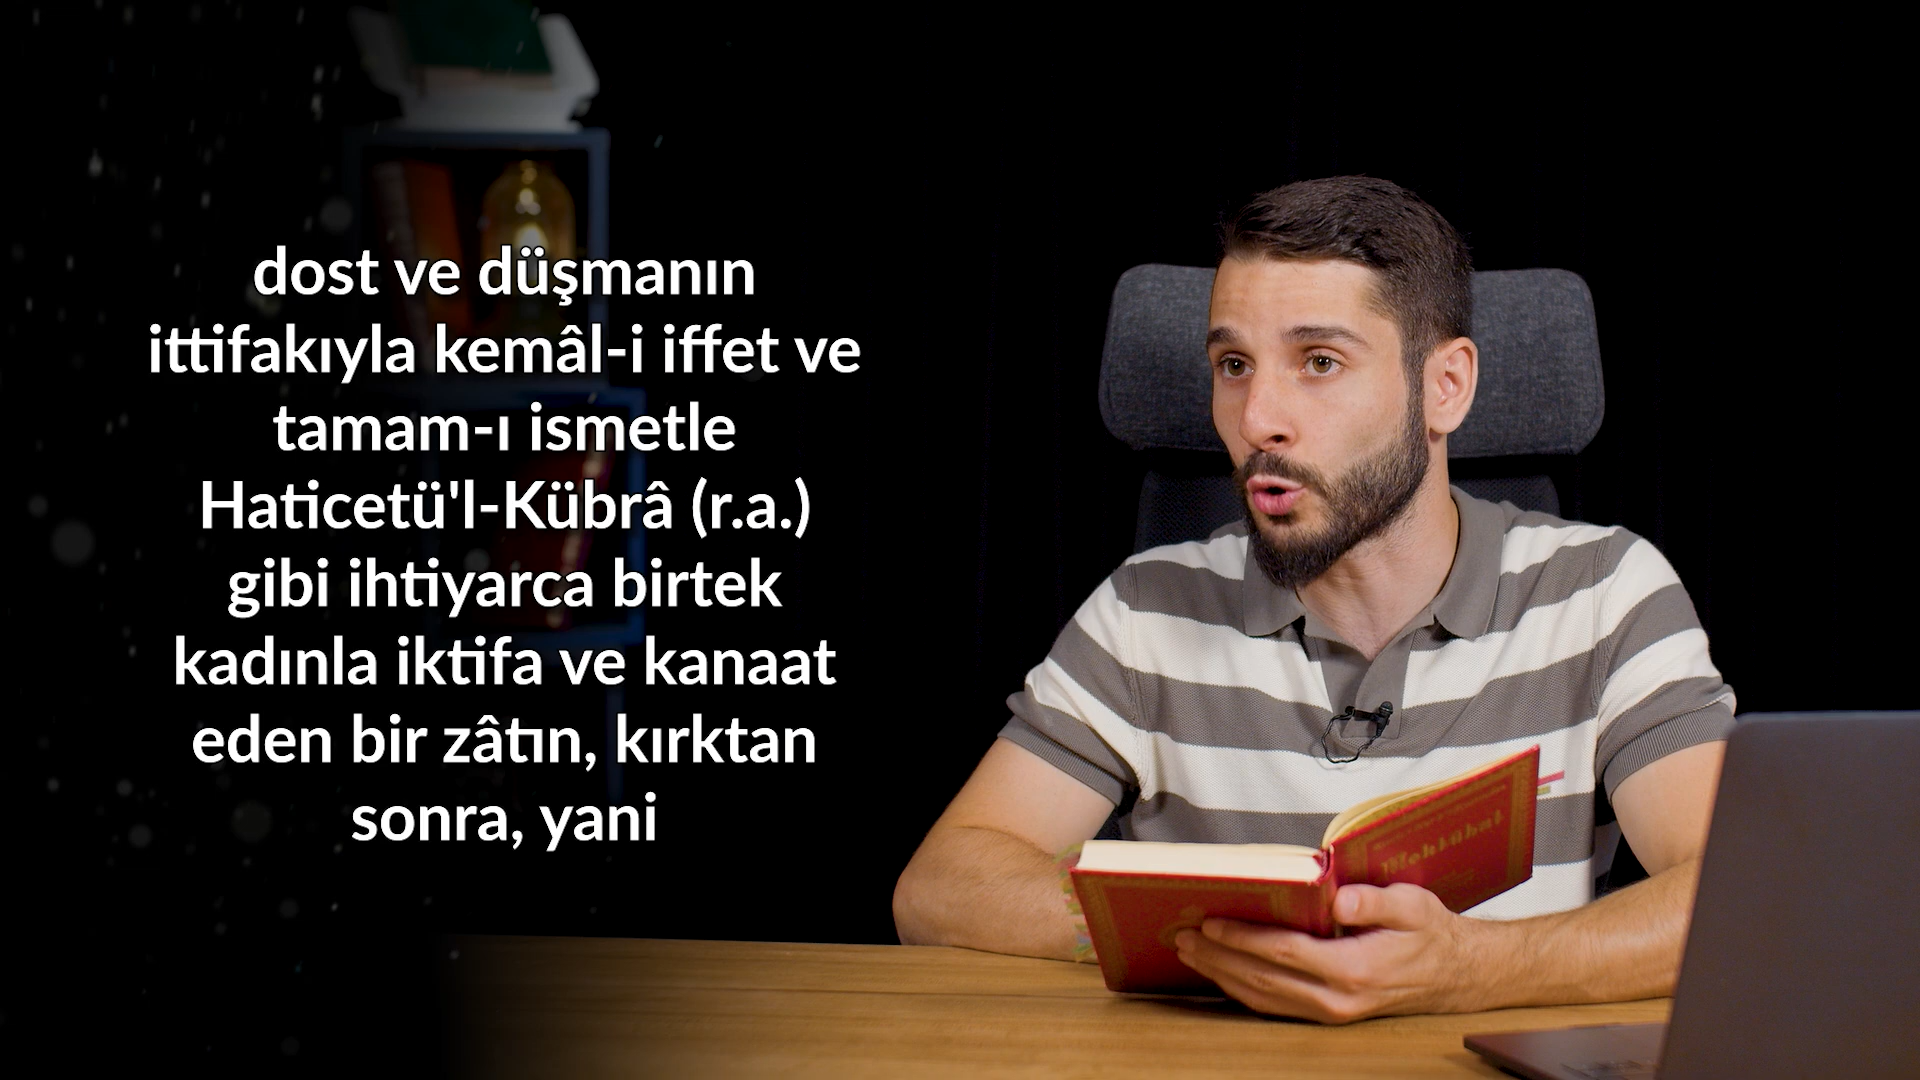 dost ve düşmanın
ittifakıyla kemâl-i iffet ve
tamam-ı ismetle
Haticetü'l-Kübrâ (r.a.)
gibi ihtiyarca birtek
kadınla iktifa ve kanaat
eden bir zâtın, kırktan
sonra, yani